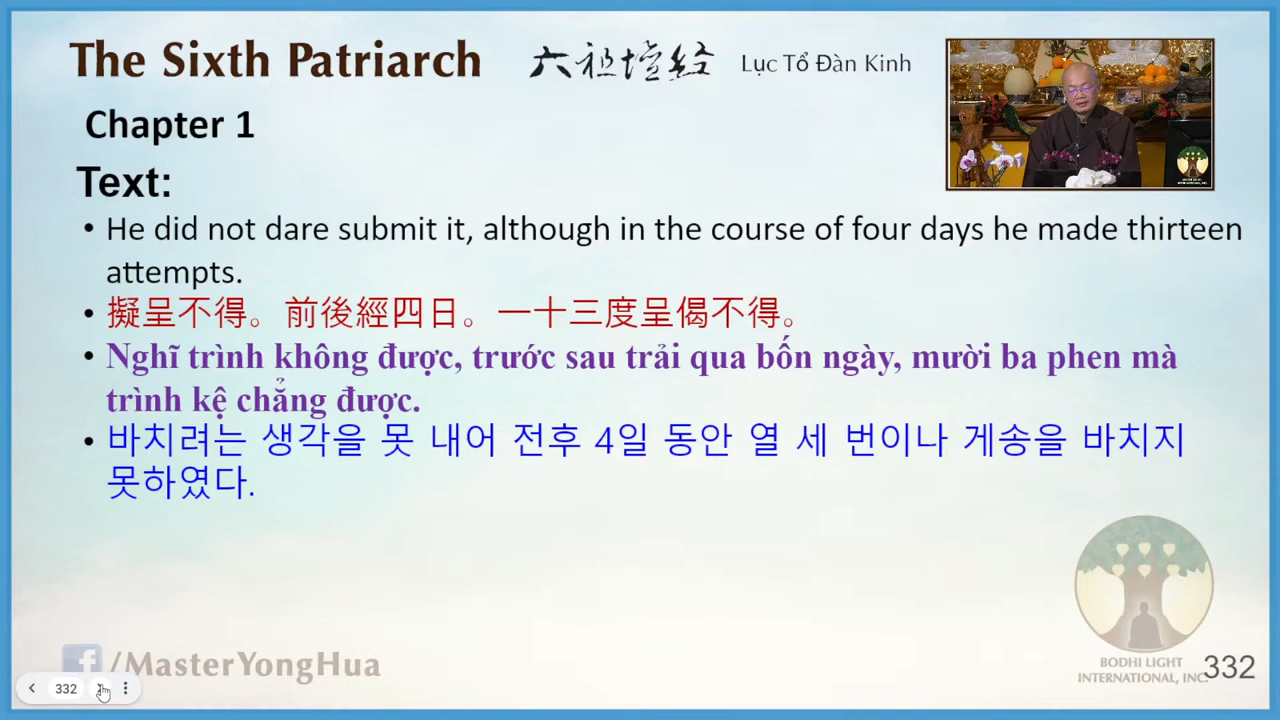 The Sixth Patriarch 六祖壇經 Lục Tổ Đàn Kinh
Chapter 1
Text:
• He did not dare submit it, although in the course of four days he made thirteen
attempts.
• 擬呈不得。前後經四日。一十三度呈偈不得。
• Nghĩ trình không được, trước sau trải qua bốn ngày, mười ba phen mà
trình kệ chẳng được.
• 바치려는 생각을 못 내어 전후 4일 동안 열 세 번이나 게송을 바치지
못하였다.
/MasterYongHua
332
BODHI LIGHT
INTERNATIONAL, INC.
332